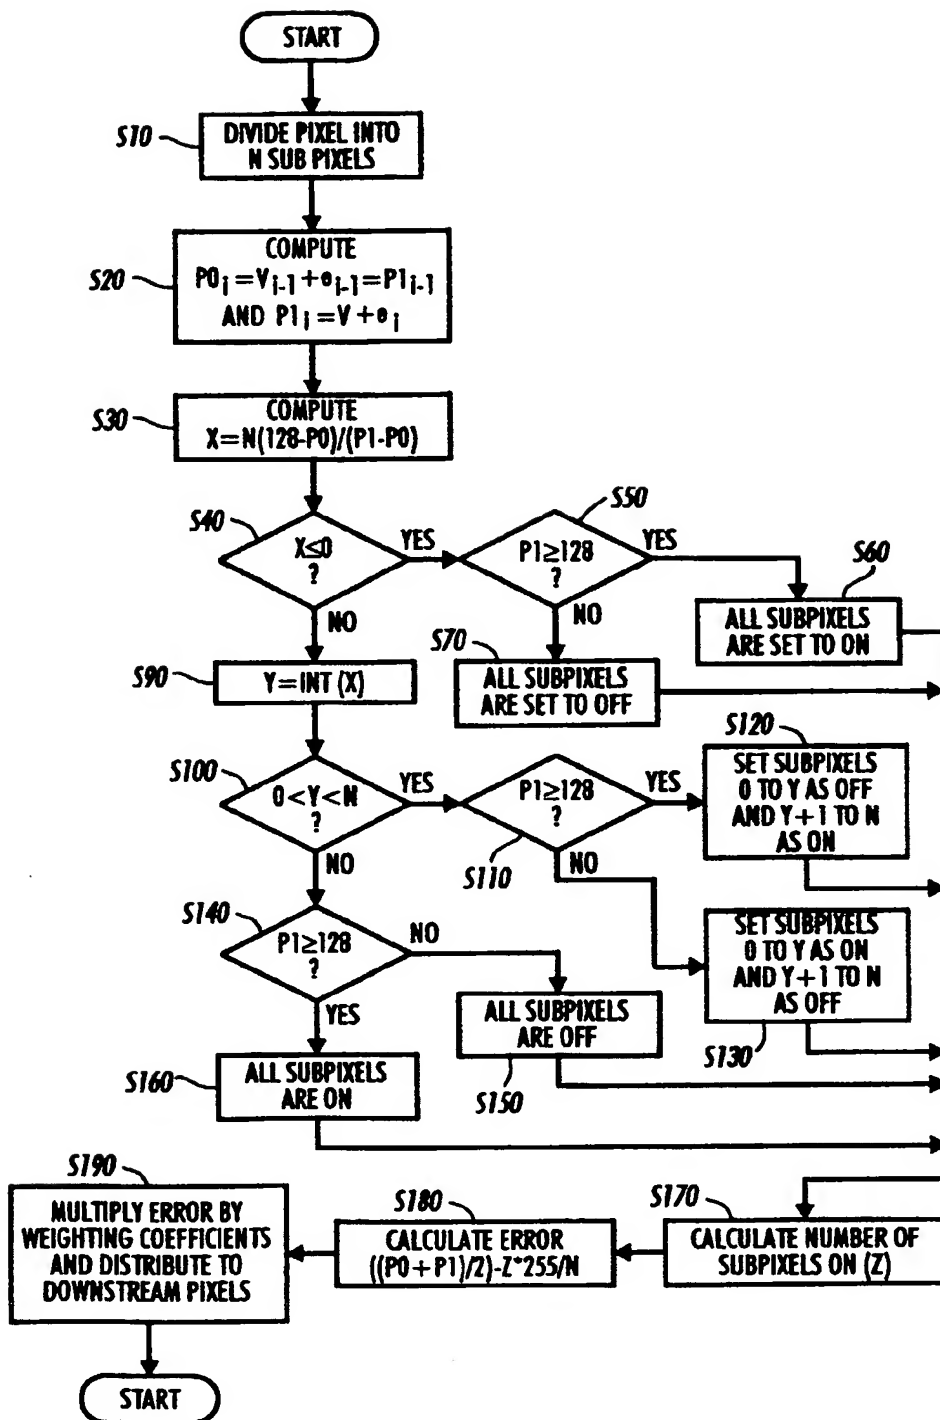 START
S10
DIVIDE PIXEL INTO
N SUB PIXELS
S20
COMPUTE
P0i=Vi-1+ei-1=P1i-1
AND P1i=V+ei
S30
COMPUTE
X=N(128-P0)/(P1-P0)
S40
X≤0
?
YES
NO
S50
P1≥128
?
YES
NO
S60
ALL SUBPIXELS
ARE SET TO ON
S70
ALL SUBPIXELS
ARE SET TO OFF
S90
Y=INT (X)
S100
0<Y<N
?
YES
NO
S110
P1≥128
?
YES
NO
S120
SET SUBPIXELS
0 TO Y AS OFF
AND Y+1 TO N
AS ON
S130
SET SUBPIXELS
0 TO Y AS ON
AND Y+1 TO N
AS OFF
S140
P1≥128
?
NO
YES
S150
ALL SUBPIXELS
ARE OFF
S160
ALL SUBPIXELS
ARE ON
S170
CALCULATE NUMBER OF
SUBPIXELS ON (Z)
S180
CALCULATE ERROR
((P0+P1)/2)-Z*255/N
S190
MULTIPLY ERROR BY
WEIGHTING COEFFICIENTS
AND DISTRIBUTE TO
DOWNSTREAM PIXELS
START